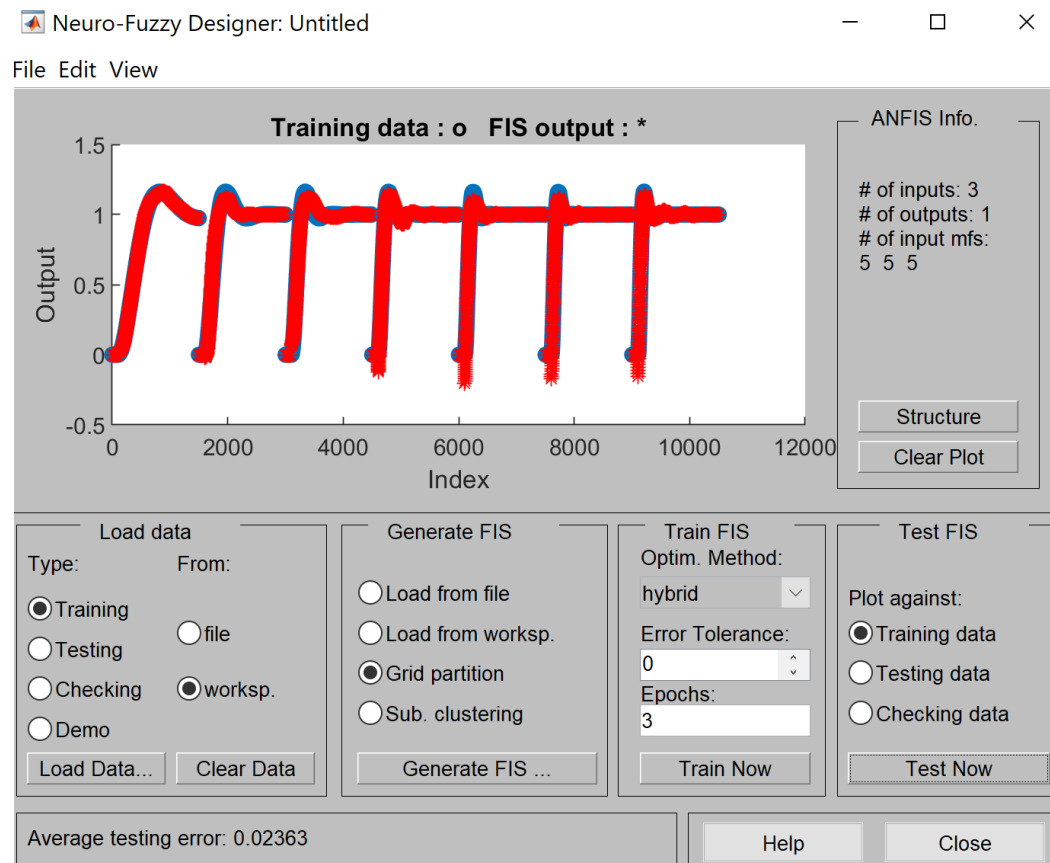 Neuro-Fuzzy Designer: Untitled
File Edit View
Training data : o FIS output : *
1.5
1
0.5
0
-0.5
Output
0 2000 4000 6000 8000 10000 12000
Index
ANFIS Info.
# of inputs: 3
# of outputs: 1
# of input mfs:
5 5 5
Structure
Clear Plot
Load data
Type: From:
Training
file
Testing
Checking
worksp.
Demo
Load Data... Clear Data
Generate FIS
Load from file
Load from worksp.
Grid partition
Sub. clustering
Generate FIS ...
Train FIS
Optim. Method:
hybrid
Error Tolerance:
0
Epochs:
3
Train Now
Test FIS
Plot against:
Training data
Testing data
Checking data
Test Now
Average testing error: 0.02363
Help Close